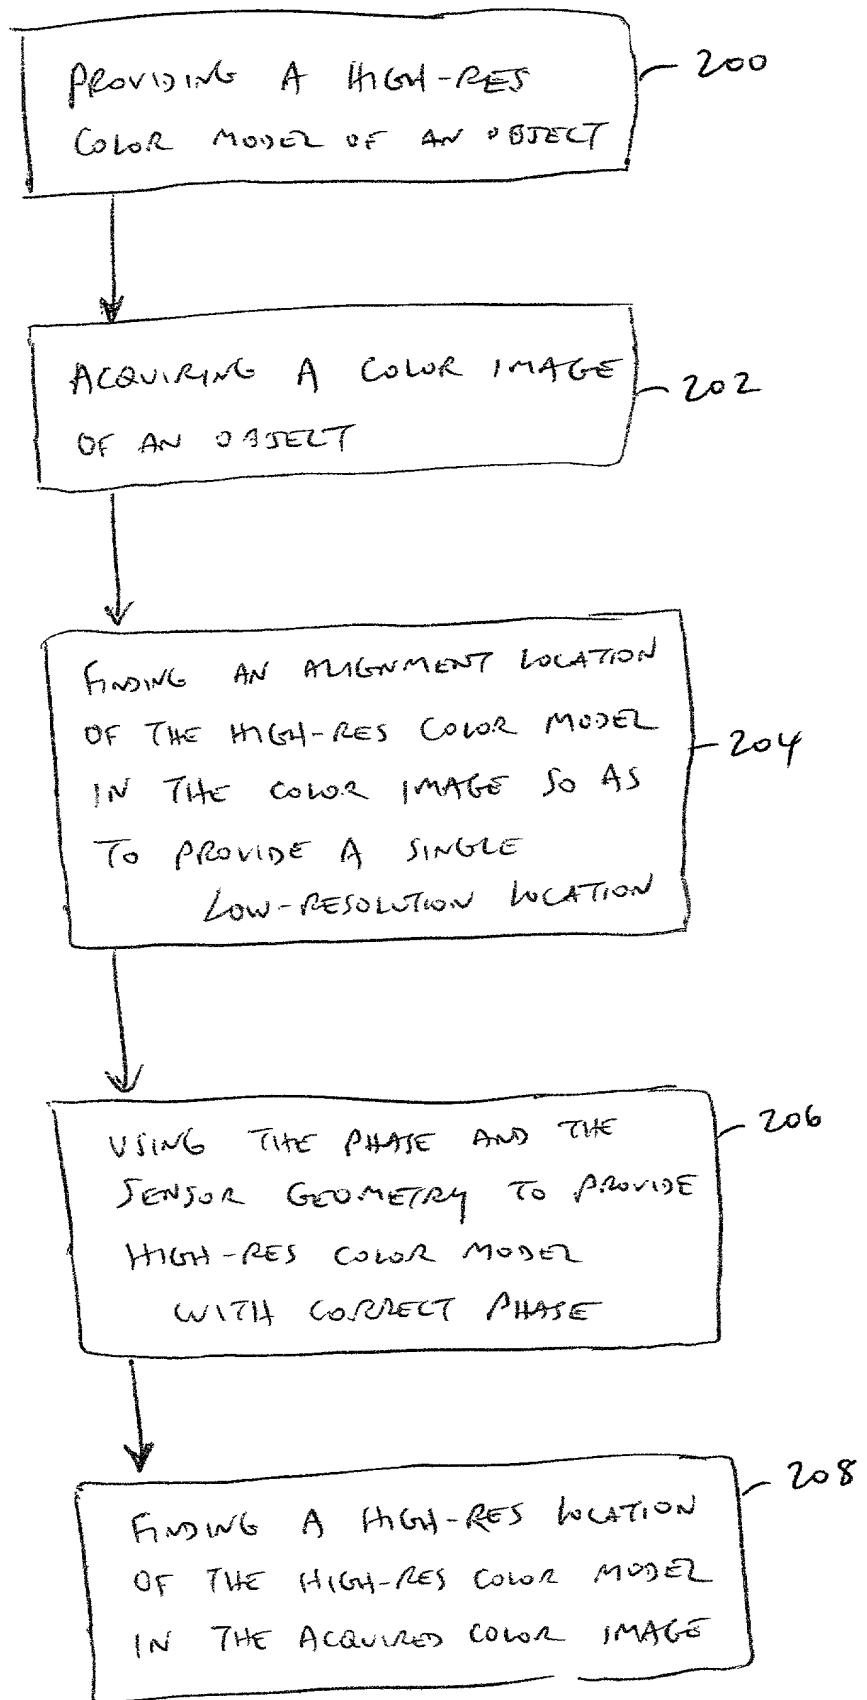 PROVIDING A HIGH-RES
200
COLOR MODEL OF AN OBJECT
ACQUIRING A COLOR IMAGE
202
OF AN OBJECT
FINDING AN ALIGNMENT LOCATION
OF THE HIGH-RES COLOR MODEL
204
IN THE COLOR IMAGE SO AS
TO PROVIDE A SINGLE
LOW-RESOLUTION LOCATION
USING THE PHASE AND THE
206
SENSOR GEOMETRY TO PROVIDE
HIGH-RES COLOR MODEL
WITH CORRECT PHASE
208
FINDING A HIGH-RES LOCATION
OF THE HIGH-RES COLOR MODEL
IN THE ACQUIRED COLOR IMAGE